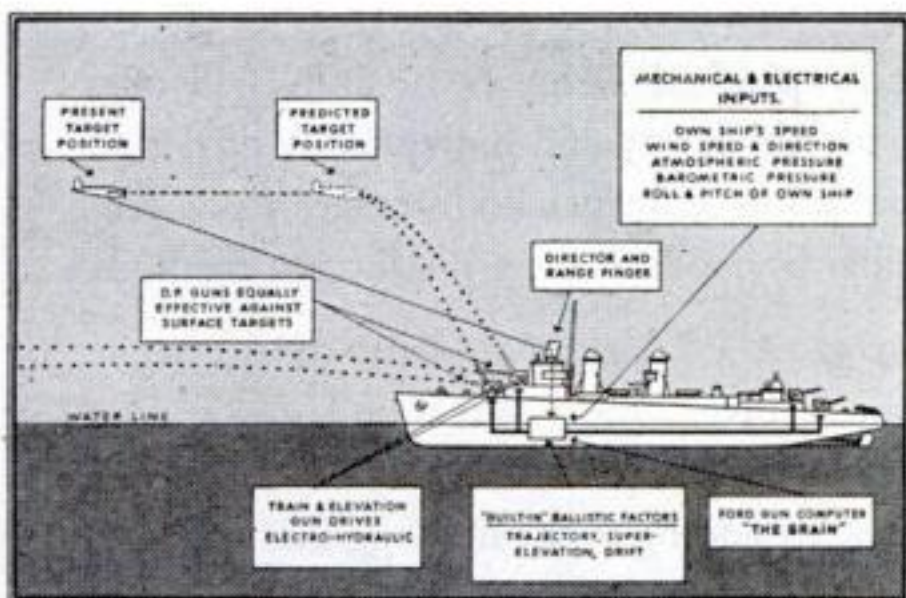 PRESENT
TARGET
POSITION
PREDICTED
TARGET
POSITION
MECHANICAL & ELECTRICAL
INPUTS.
OWN SHIP'S SPEED
WIND SPEED & DIRECTION
ATMOSPHERIC PRESSURE
BAROMETRIC PRESSURE
ROLL & PITCH OF OWN SHIP
DIRECTOR AND
RANGE FINGER
D.P. GUNS EQUALLY
EFFECTIVE AGAINST
SURFACE TARGETS
WATER LINE
TRAIN & ELEVATION
GUN DRIVES
ELECTRO-HYDRAULIC
"BUILT-IN" BALLISTIC FACTORS
TRAJECTORY, SUPER-
ELEVATION, DRIFT
FORD GUN COMPUTER
"THE BRAIN"